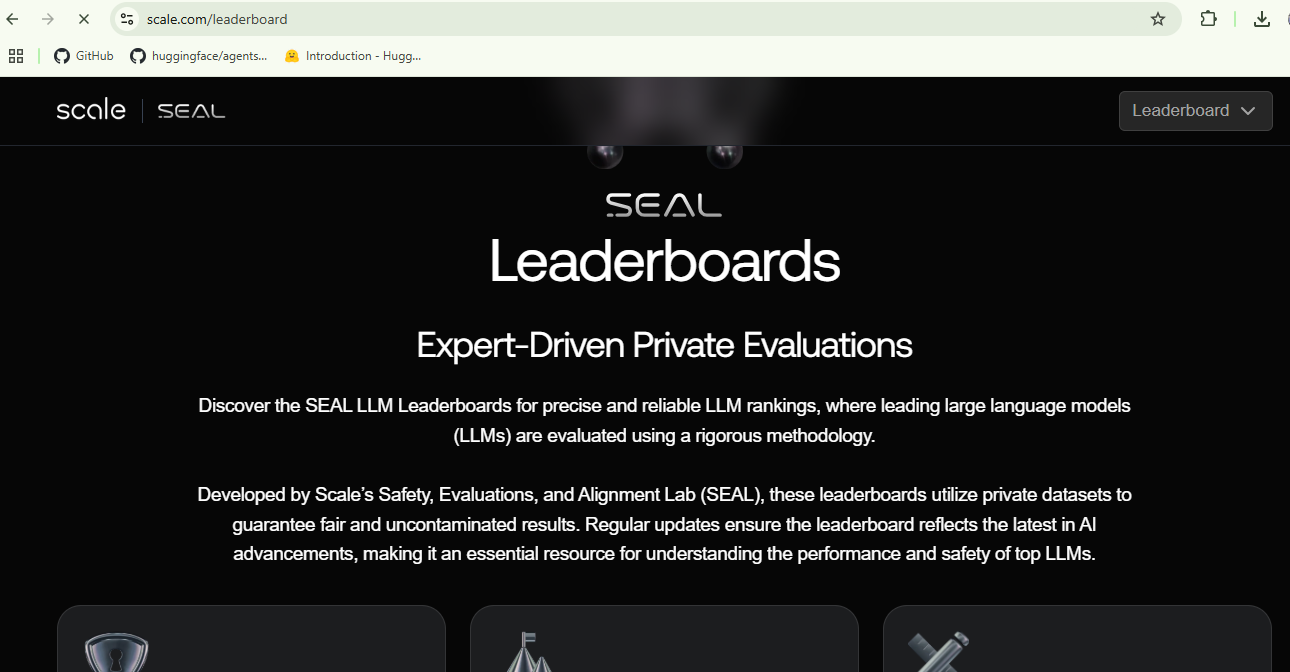 scale.com/leaderboard
GitHub
huggingface/agents...
Introduction - Hugg...
scale
SEAL
Leaderboard
SEAL
Leaderboards
Expert-Driven Private Evaluations
Discover the SEAL LLM Leaderboards for precise and reliable LLM rankings, where leading large language models
(LLMs) are evaluated using a rigorous methodology.
Developed by Scale’s Safety, Evaluations, and Alignment Lab (SEAL), these leaderboards utilize private datasets to
guarantee fair and uncontaminated results. Regular updates ensure the leaderboard reflects the latest in AI
advancements, making it an essential resource for understanding the performance and safety of top LLMs.